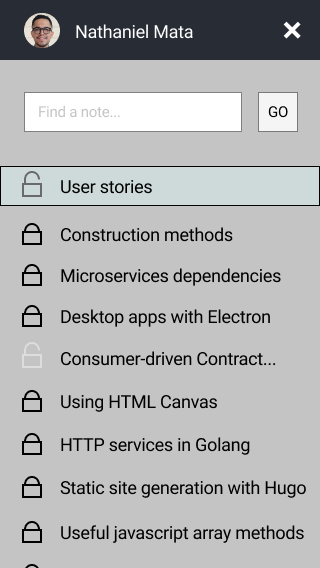 Nathaniel Mata
Find a note...
GO
User stories
Construction methods
Microservices dependencies
Desktop apps with Electron
Consumer-driven Contract...
Using HTML Canvas
HTTP services in Golang
Static site generation with Hugo
Useful javascript array methods